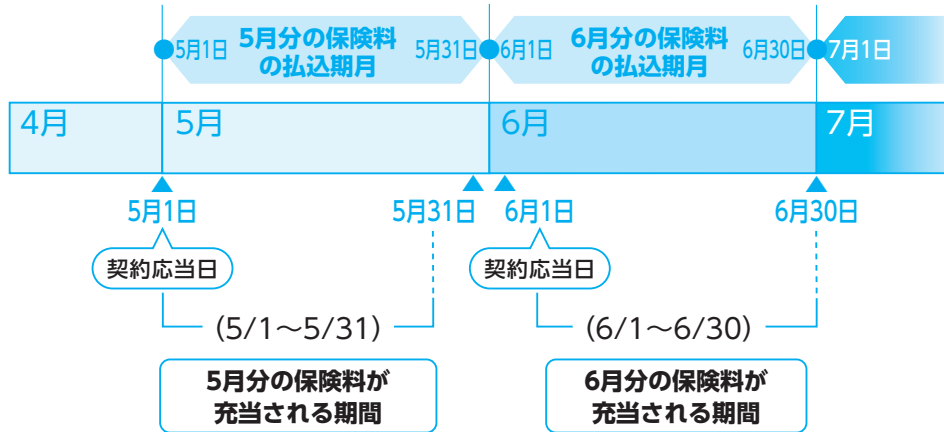 5月1日
5月分の保険料
の払込期月
5月31日
6月1日
6月分の保険料
の払込期月
6月30日
7月1日
4月
5月
6月
7月
5月1日
5月31日
6月1日
6月30日
契約応当日
契約応当日
(5/1〜5/31)
(6/1〜6/30)
5月分の保険料が
充当される期間
6月分の保険料が
充当される期間